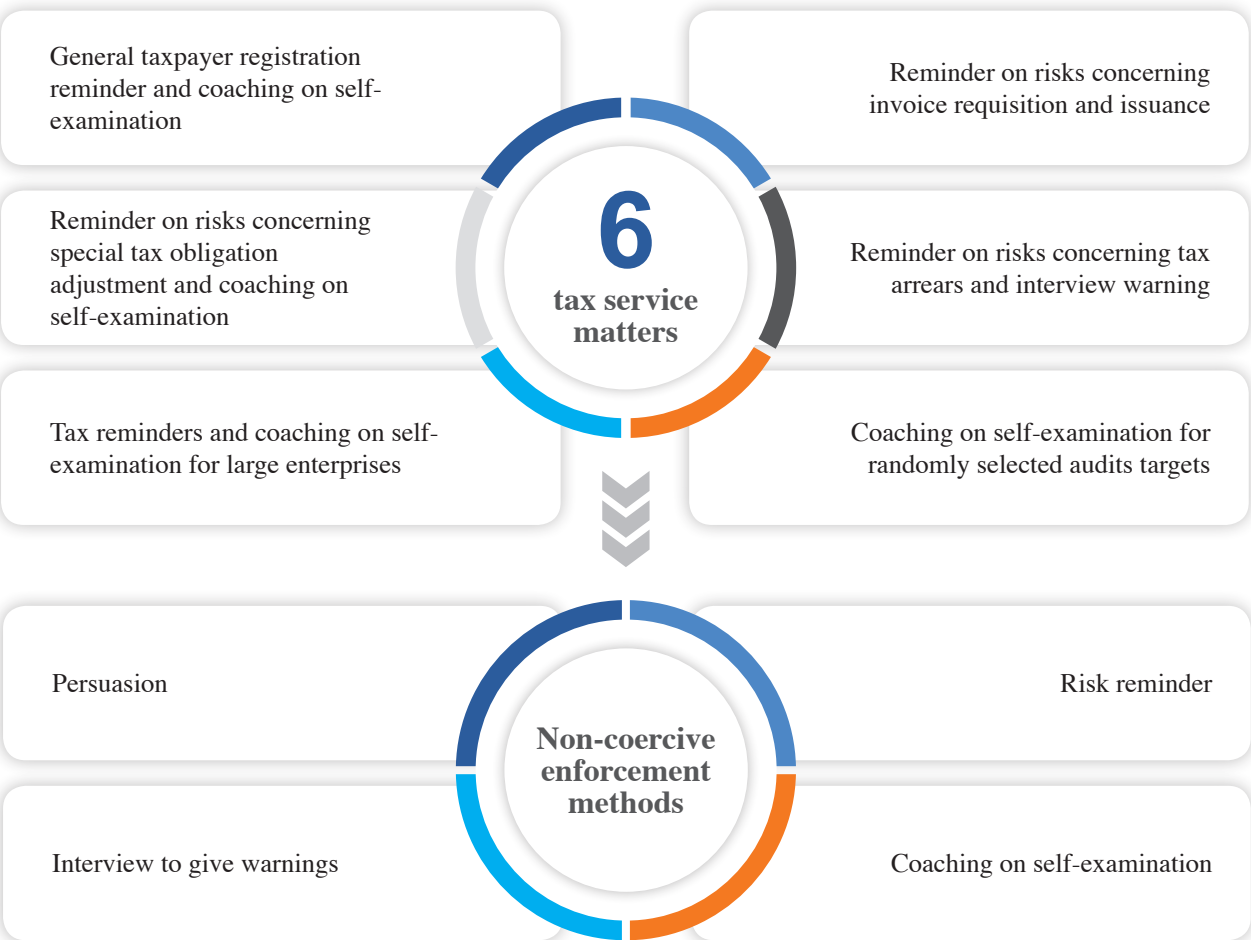 General taxpayer registration
reminder and coaching on self-
examination
Reminder on risks concerning
invoice requisition and issuance
Reminder on risks concerning
special tax obligation
adjustment and coaching on
self-examination
6
tax service
matters
Reminder on risks concerning tax
arrears and interview warning
Tax reminders and coaching on self-
examination for large enterprises
Coaching on self-examination for
randomly selected audits targets
Persuasion
Risk reminder
Non-coercive
enforcement
methods
Interview to give warnings
Coaching on self-examination